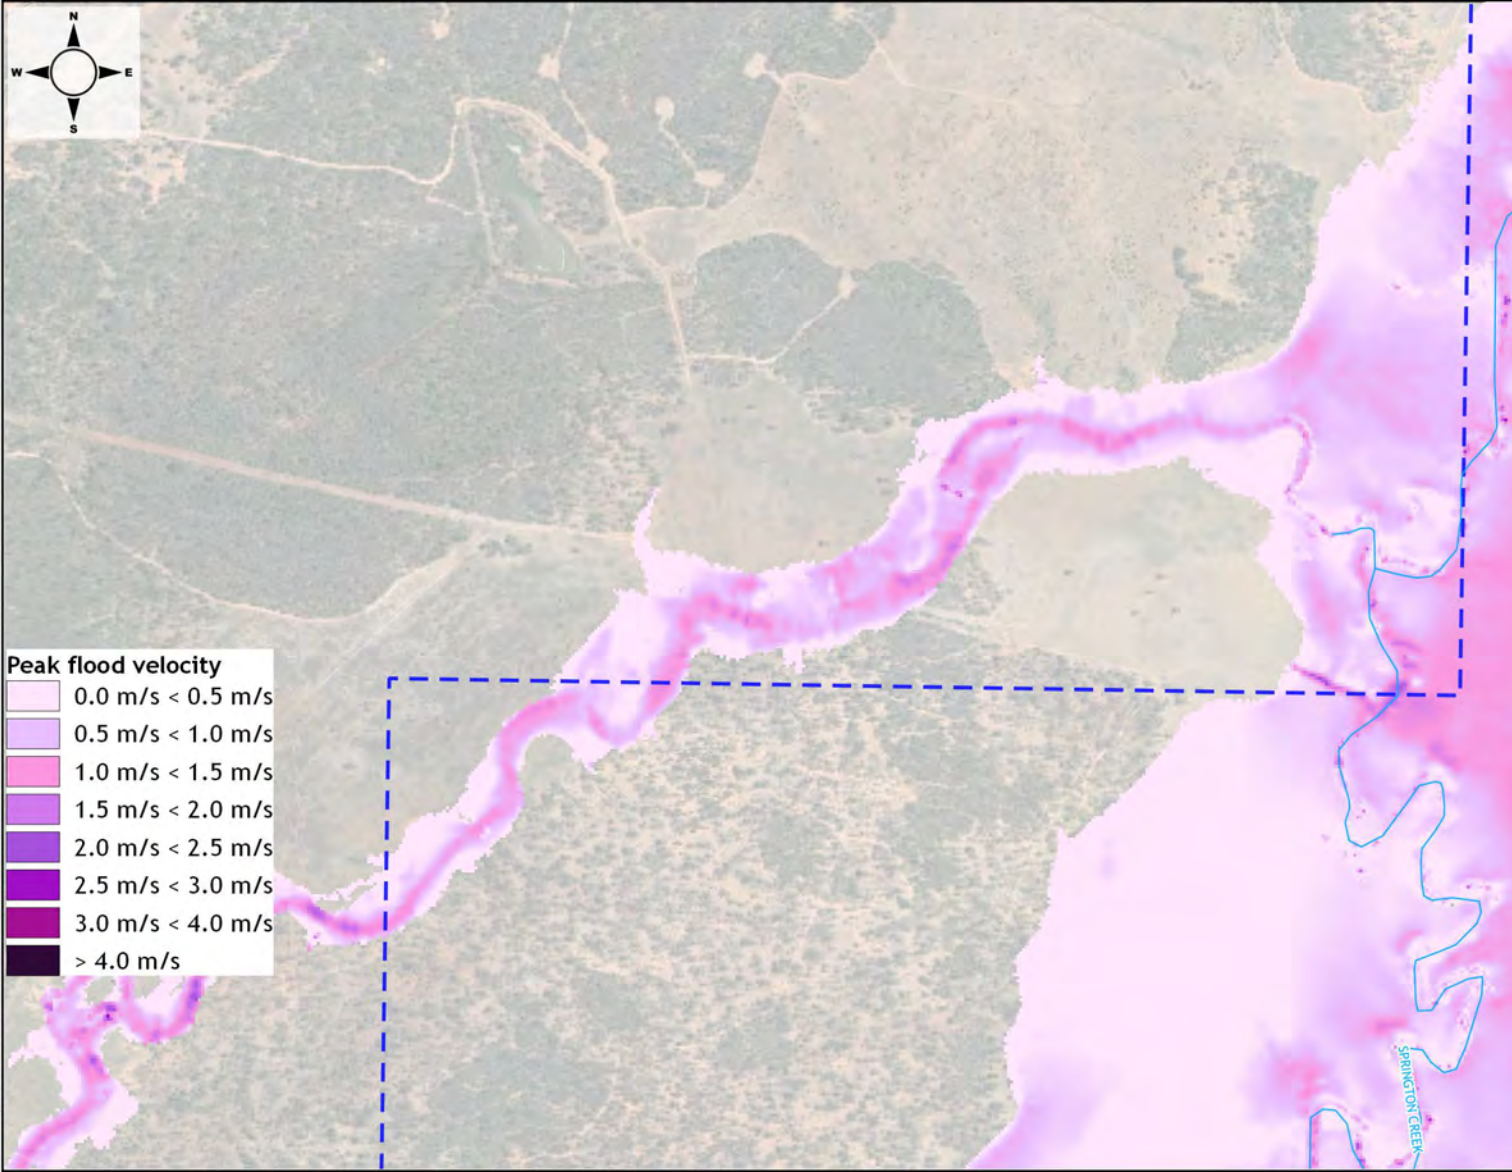 N
W E
S
Peak flood velocity
0.0 m/s < 0.5 m/s
0.5 m/s < 1.0 m/s
1.0 m/s < 1.5 m/s
1.5 m/s < 2.0 m/s
2.0 m/s < 2.5 m/s
2.5 m/s < 3.0 m/s
3.0 m/s < 4.0 m/s
> 4.0 m/s
SPRINGTON CREEK